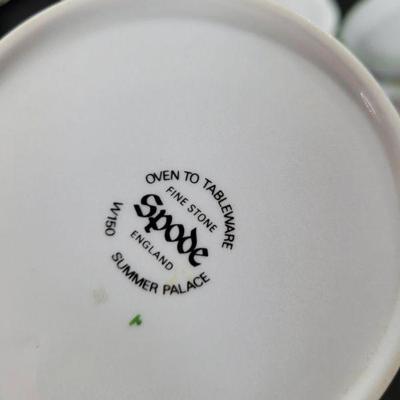 OVEN TO TABLEWARE
FINE STONE
Spode
ENGLAND
W150
SUMMER PALACE